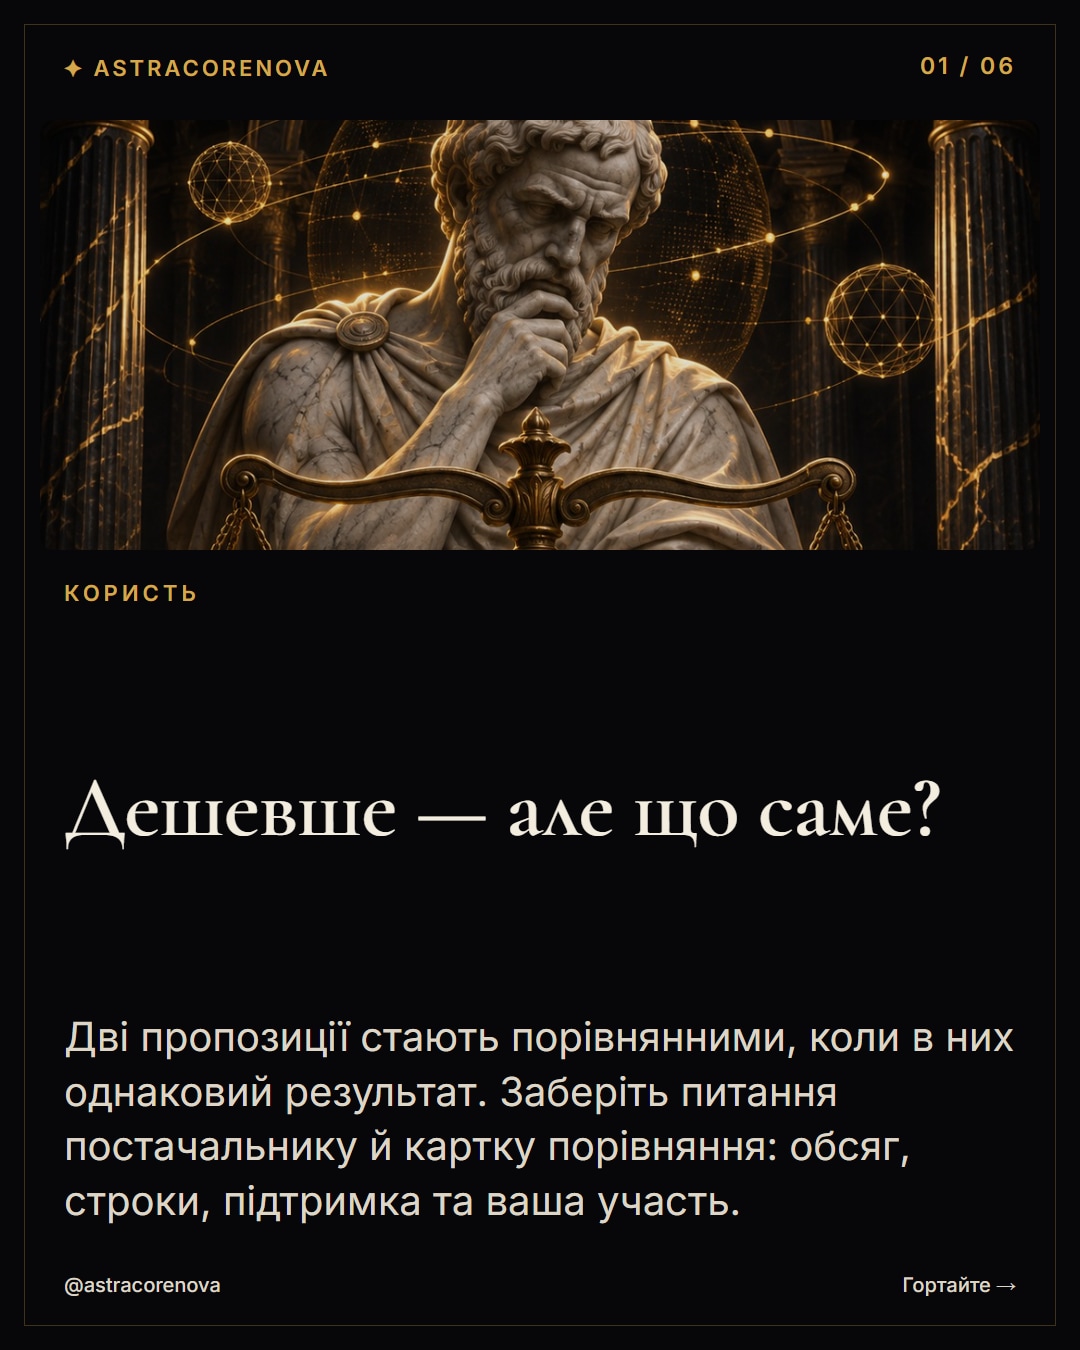 ✦ ASTRACORENOVA
01 / 06
КОРИСТЬ
Дешевше — але що саме?
Дві пропозиції стають порівнянними, коли в них
однаковий результат. Заберіть питання
постачальнику й картку порівняння: обсяг,
строки, підтримка та ваша участь.
@astracorenova
Гортайте →